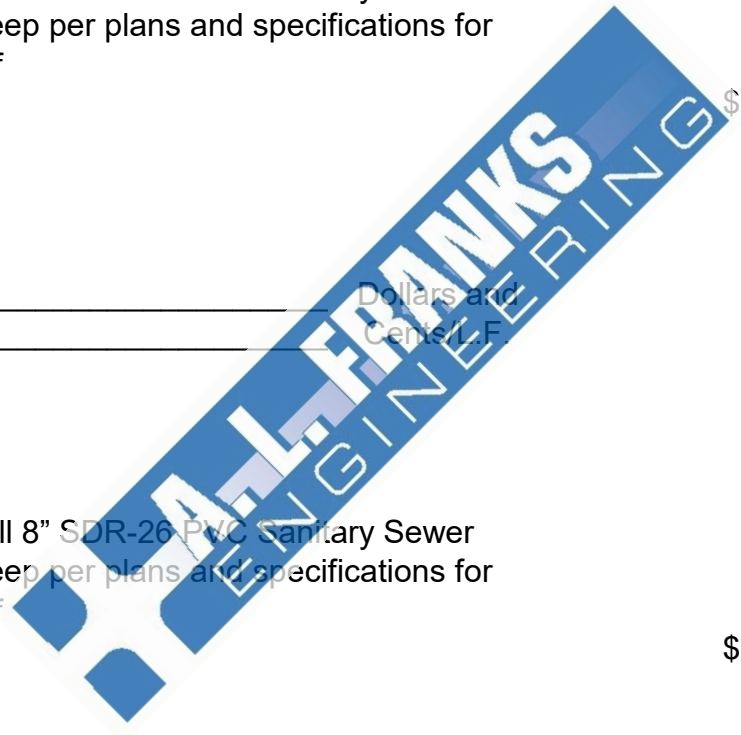 eep per plans and specifications for
$
Dollars and
Cents/L.F.
A.L. FRANKS
ENGINEERING
ll 8” SDR-26 PVC Sanitary Sewer
eep per plans and specifications for
$